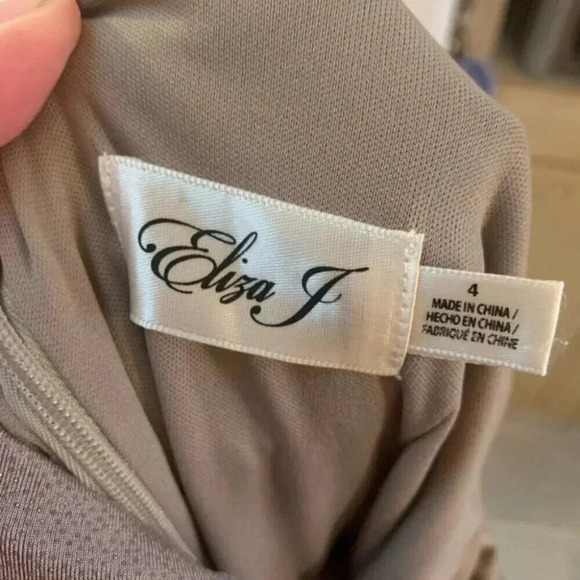 Eliza J
4
MADE IN CHINA /
HECHO EN CHINA /
FABRIQUÉ EN CHINE